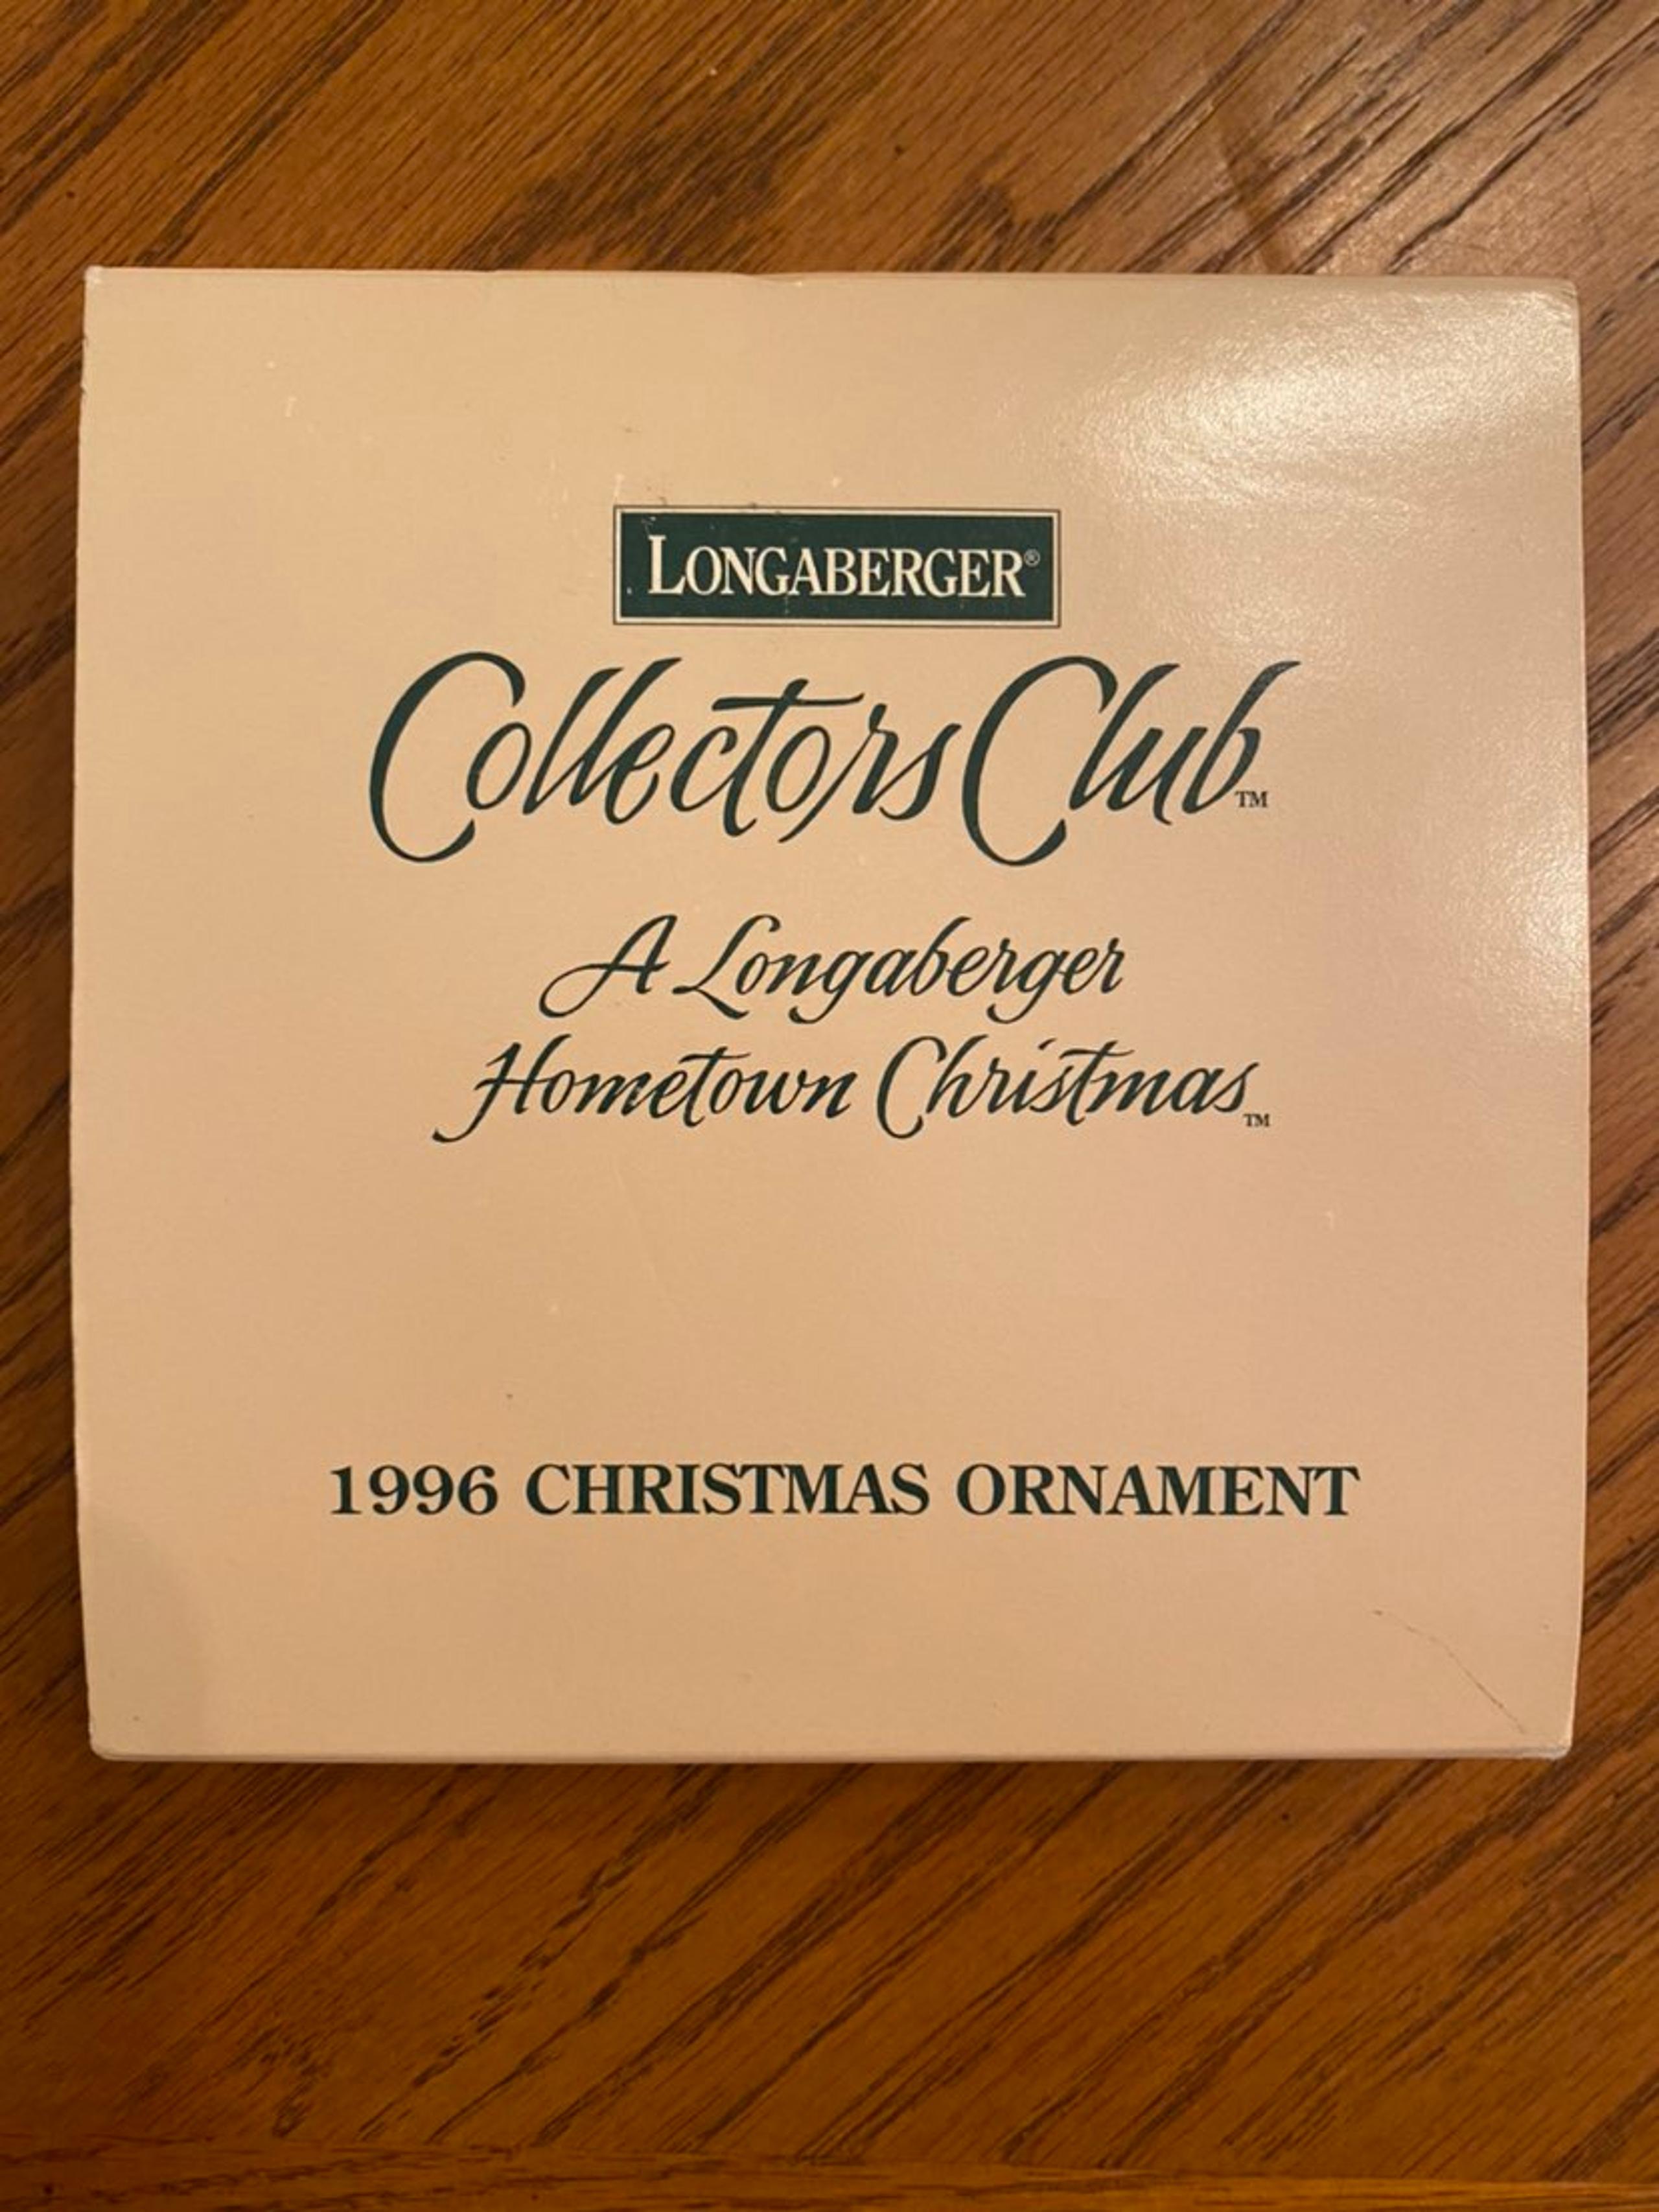 LONGABERGER®
Collectors Club™
A Longaberger
Hometown Christmas™
1996 CHRISTMAS ORNAMENT